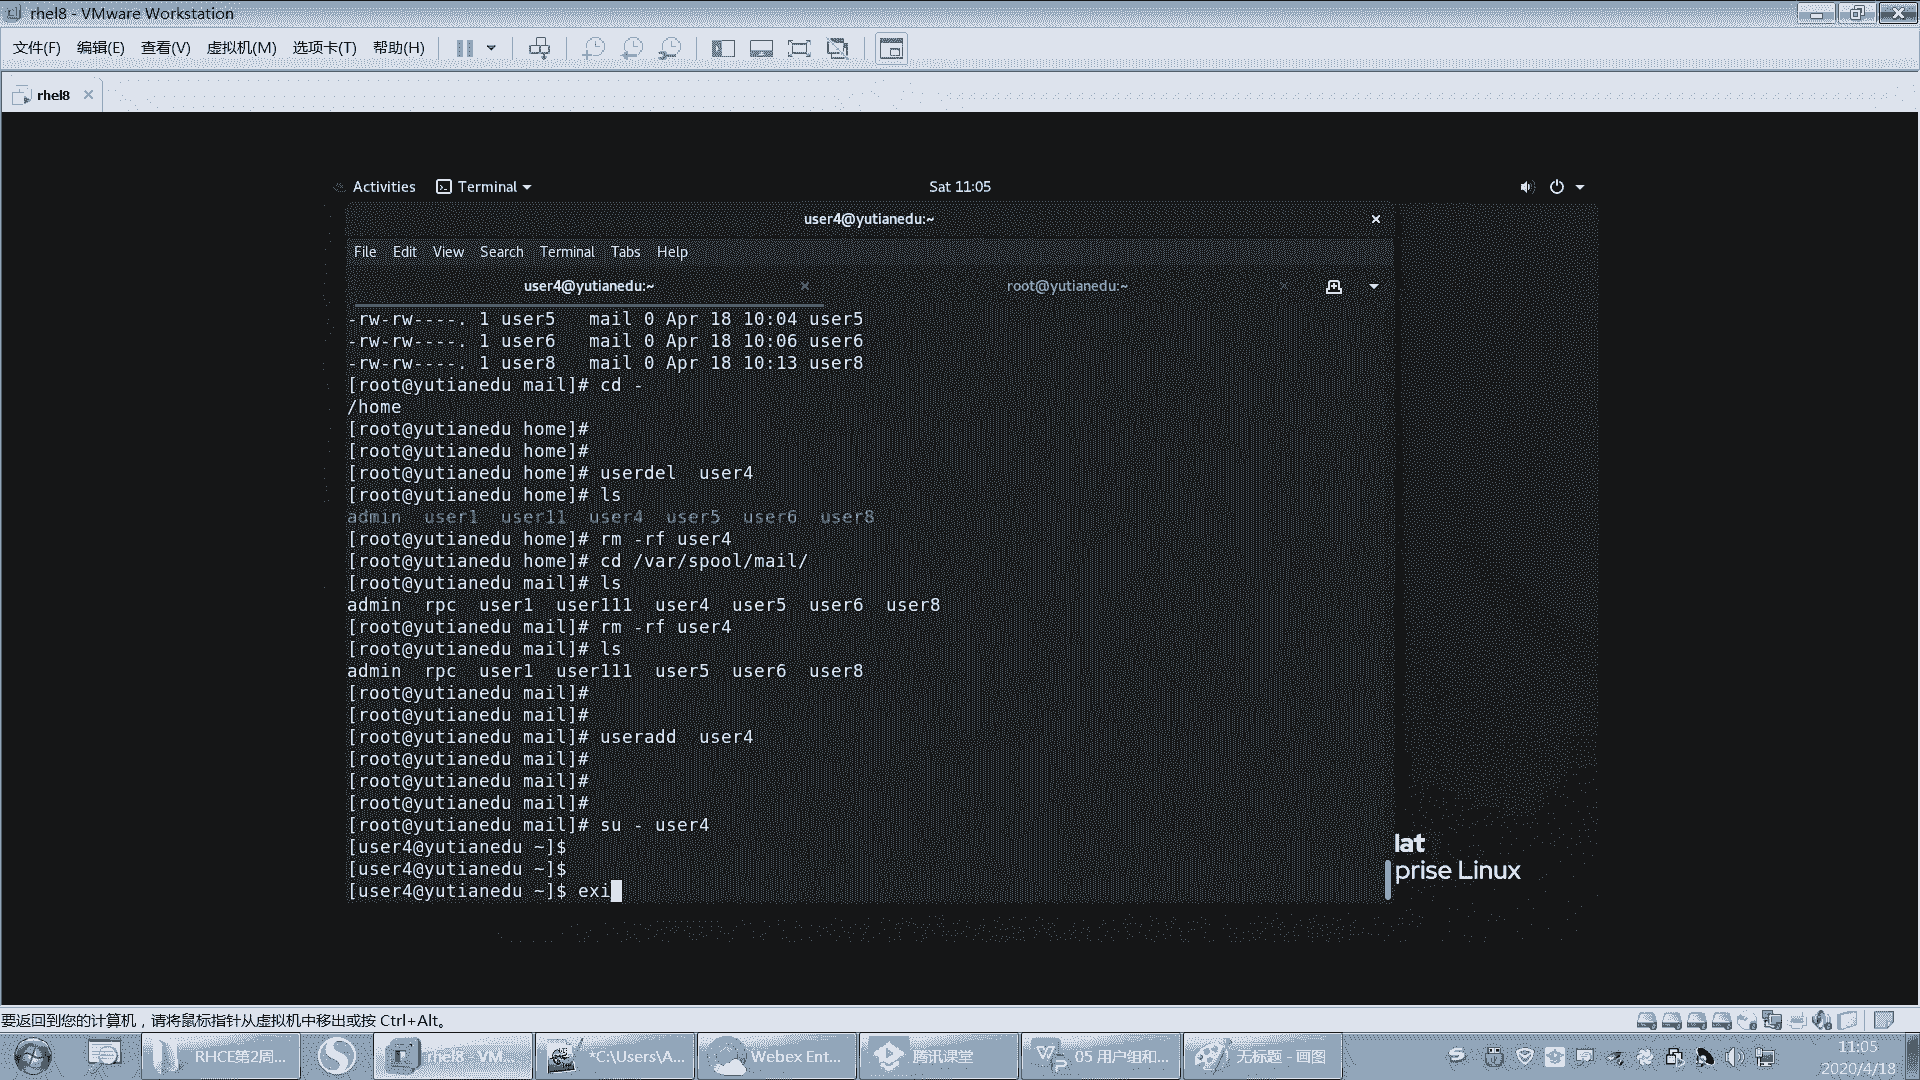 rhel8 - VMware Workstation
文件(F) 编辑(E) 查看(V) 虚拟机(M) 选项卡(T) 帮助(H)
rhel8
Activities Terminal Sat 11:05
user4@yutianedu:~
File Edit View Search Terminal Tabs Help
user4@yutianedu:~ root@yutianedu:~
-rw-rw----. 1 user5   mail 0 Apr 18 10:04 user5
-rw-rw----. 1 user6   mail 0 Apr 18 10:06 user6
-rw-rw----. 1 user8   mail 0 Apr 18 10:13 user8
[root@yutianedu mail]# cd -
/home
[root@yutianedu home]#
[root@yutianedu home]#
[root@yutianedu home]# userdel  user4
[root@yutianedu home]# ls
admin  user1  user11  user4  user5  user6  user8
[root@yutianedu home]# rm -rf user4
[root@yutianedu home]# cd /var/spool/mail/
[root@yutianedu mail]# ls
admin  rpc  user1  user111  user4  user5  user6  user8
[root@yutianedu mail]# rm -rf user4
[root@yutianedu mail]# ls
admin  rpc  user1  user111  user5  user6  user8
[root@yutianedu mail]#
[root@yutianedu mail]#
[root@yutianedu mail]# useradd  user4
[root@yutianedu mail]#
[root@yutianedu mail]#
[root@yutianedu mail]#
[root@yutianedu mail]# su - user4
[user4@yutianedu ~]$
[user4@yutianedu ~]$
[user4@yutianedu ~]$ exi
lat
prise Linux
要返回到您的计算机，请将鼠标指针从虚拟机中移出或按 Ctrl+Alt。
RHCE第2周... rhel8 - VM... *C:\Users\A... Webex Ent... 腾讯课堂 05 用户组和... 无标题 - 画图
11:05
2020/4/18